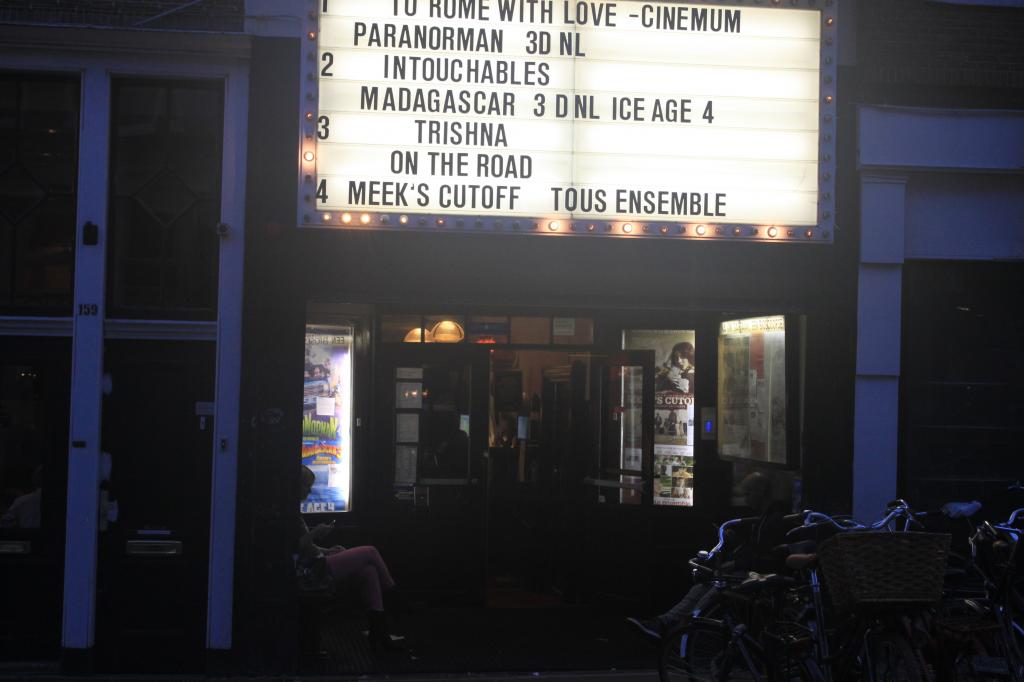 1 TO ROME WITH LOVE -CINEMUM
PARANORMAN 3D NL
2 INTOUCHABLES
MADAGASCAR 3 D NL ICE AGE 4
3 TRISHNA
ON THE ROAD
4 MEEK'S CUTOFF TOUS ENSEMBLE
159